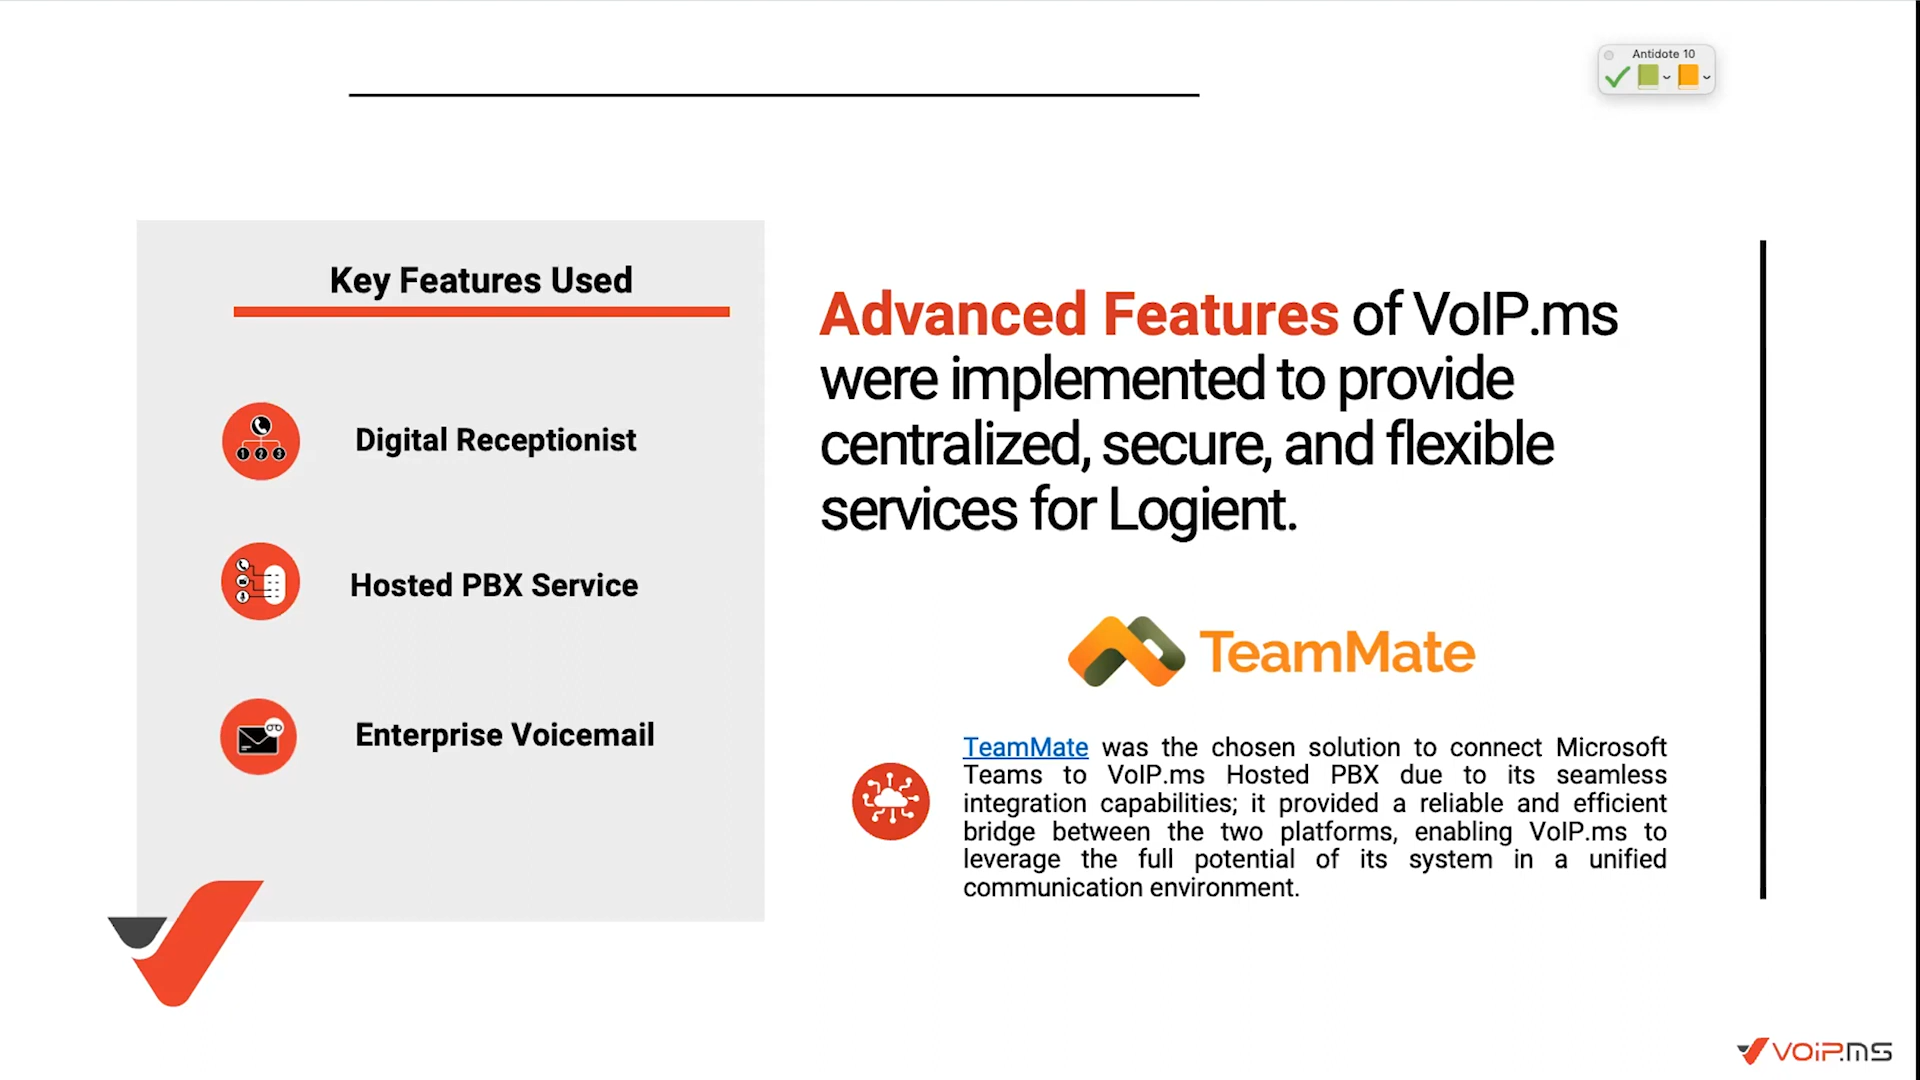 Antidote 10
Key Features Used
Digital Receptionist
1 2 3
Hosted PBX Service
Enterprise Voicemail
Advanced Features of VoIP.ms
were implemented to provide
centralized, secure, and flexible
services for Logient.
TeamMate
TeamMate was the chosen solution to connect Microsoft
Teams to VoIP.ms Hosted PBX due to its seamless
integration capabilities; it provided a reliable and efficient
bridge between the two platforms, enabling VoIP.ms to
leverage the full potential of its system in a unified
communication environment.
VOiP.MS